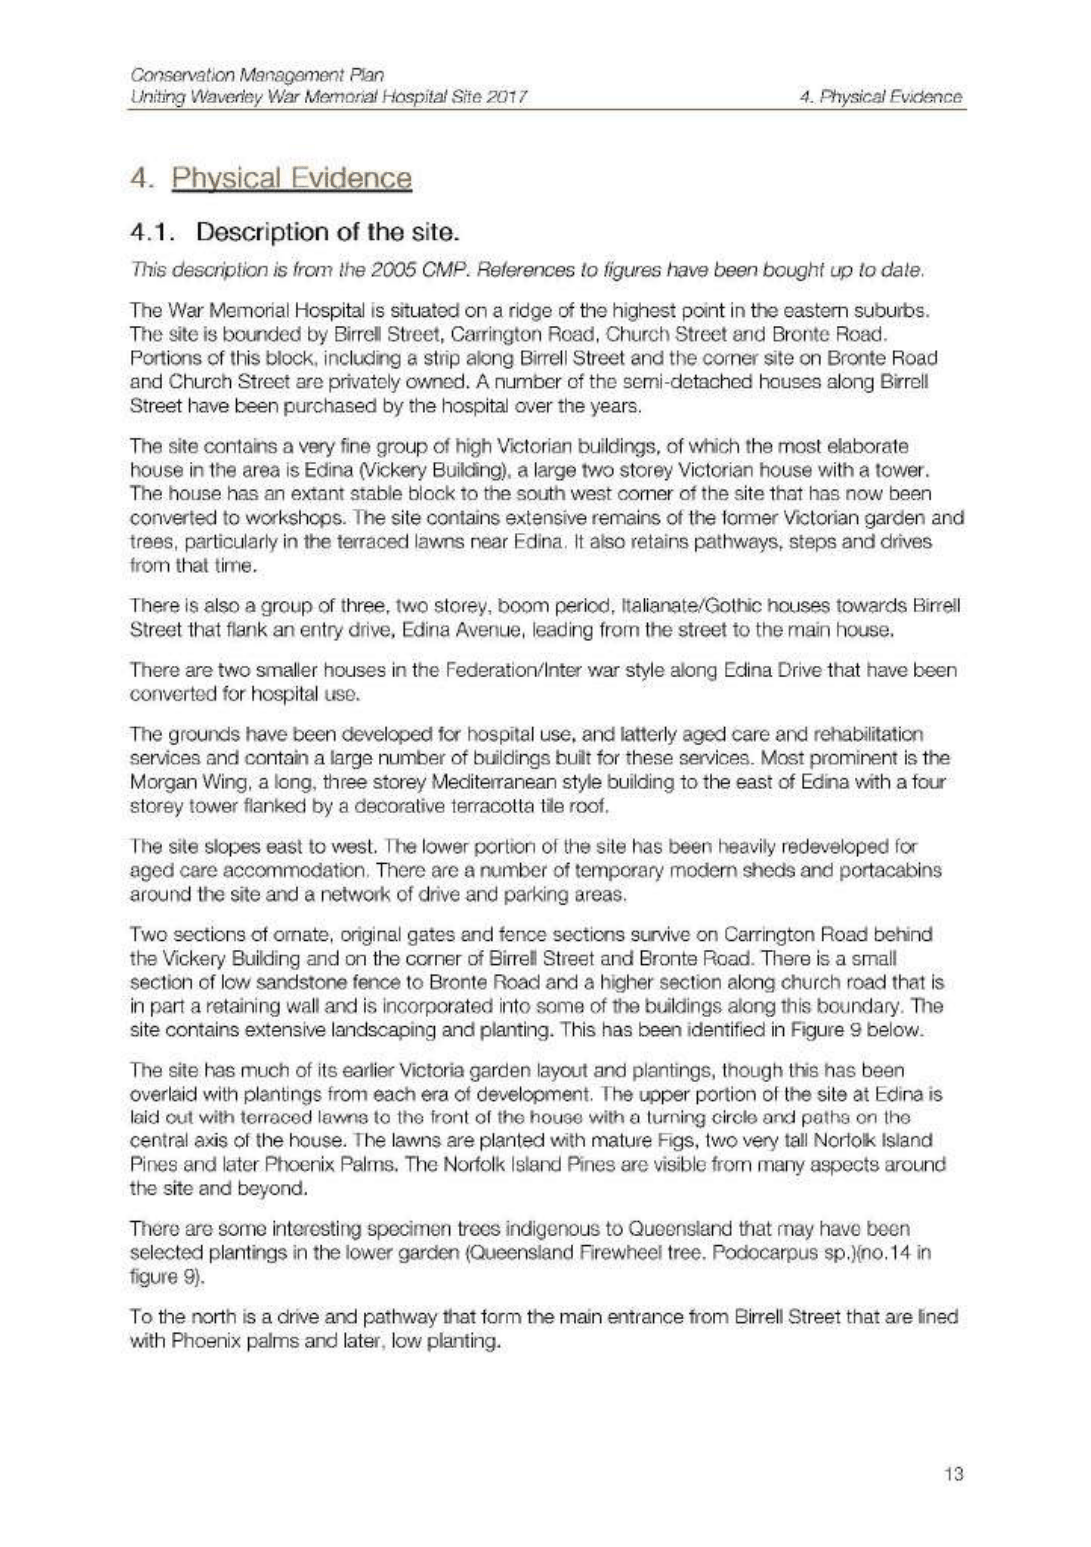 Conservation Management Plan
Uniting Waverley War Memorial Hospital Site 2017
4. Physical Evidence
4. Physical Evidence
4.1. Description of the site.
This description is from the 2005 CMP. References to figures have been bought up to date.
The War Memorial Hospital is situated on a ridge of the highest point in the eastern suburbs.
The site is bounded by Birrell Street, Carrington Road, Church Street and Bronte Road.
Portions of this block, including a strip along Birrell Street and the corner site on Bronte Road
and Church Street are privately owned. A number of the semi-detached houses along Birrell
Street have been purchased by the hospital over the years.
The site contains a very fine group of high Victorian buildings, of which the most elaborate
house in the area is Edina (Vickery Building), a large two storey Victorian house with a tower.
The house has an extant stable block to the south west corner of the site that has now been
converted to workshops. The site contains extensive remains of the former Victorian garden and
trees, particularly in the terraced lawns near Edina. It also retains pathways, steps and drives
from that time.
There is also a group of three, two storey, boom period, Italianate/Gothic houses towards Birrell
Street that flank an entry drive, Edina Avenue, leading from the street to the main house.
There are two smaller houses in the Federation/Inter war style along Edina Drive that have been
converted for hospital use.
The grounds have been developed for hospital use, and latterly aged care and rehabilitation
services and contain a large number of buildings built for these services. Most prominent is the
Morgan Wing, a long, three storey Mediterranean style building to the east of Edina with a four
storey tower flanked by a decorative terracotta tile roof.
The site slopes east to west. The lower portion of the site has been heavily redeveloped for
aged care accommodation. There are a number of temporary modern sheds and portacabins
around the site and a network of drive and parking areas.
Two sections of ornate, original gates and fence sections survive on Carrington Road behind
the Vickery Building and on the corner of Birrell Street and Bronte Road. There is a small
section of low sandstone fence to Bronte Road and a higher section along church road that is
in part a retaining wall and is incorporated into some of the buildings along this boundary. The
site contains extensive landscaping and planting. This has been identified in Figure 9 below.
The site has much of its earlier Victoria garden layout and plantings, though this has been
overlaid with plantings from each era of development. The upper portion of the site at Edina is
laid out with terraced lawns to the front of the house with a turning circle and paths on the
central axis of the house. The lawns are planted with mature Figs, two very tall Norfolk Island
Pines and later Phoenix Palms. The Norfolk Island Pines are visible from many aspects around
the site and beyond.
There are some interesting specimen trees indigenous to Queensland that may have been
selected plantings in the lower garden (Queensland Firewheel tree. Podocarpus sp.)(no.14 in
figure 9).
To the north is a drive and pathway that form the main entrance from Birrell Street that are lined
with Phoenix palms and later, low planting.
13